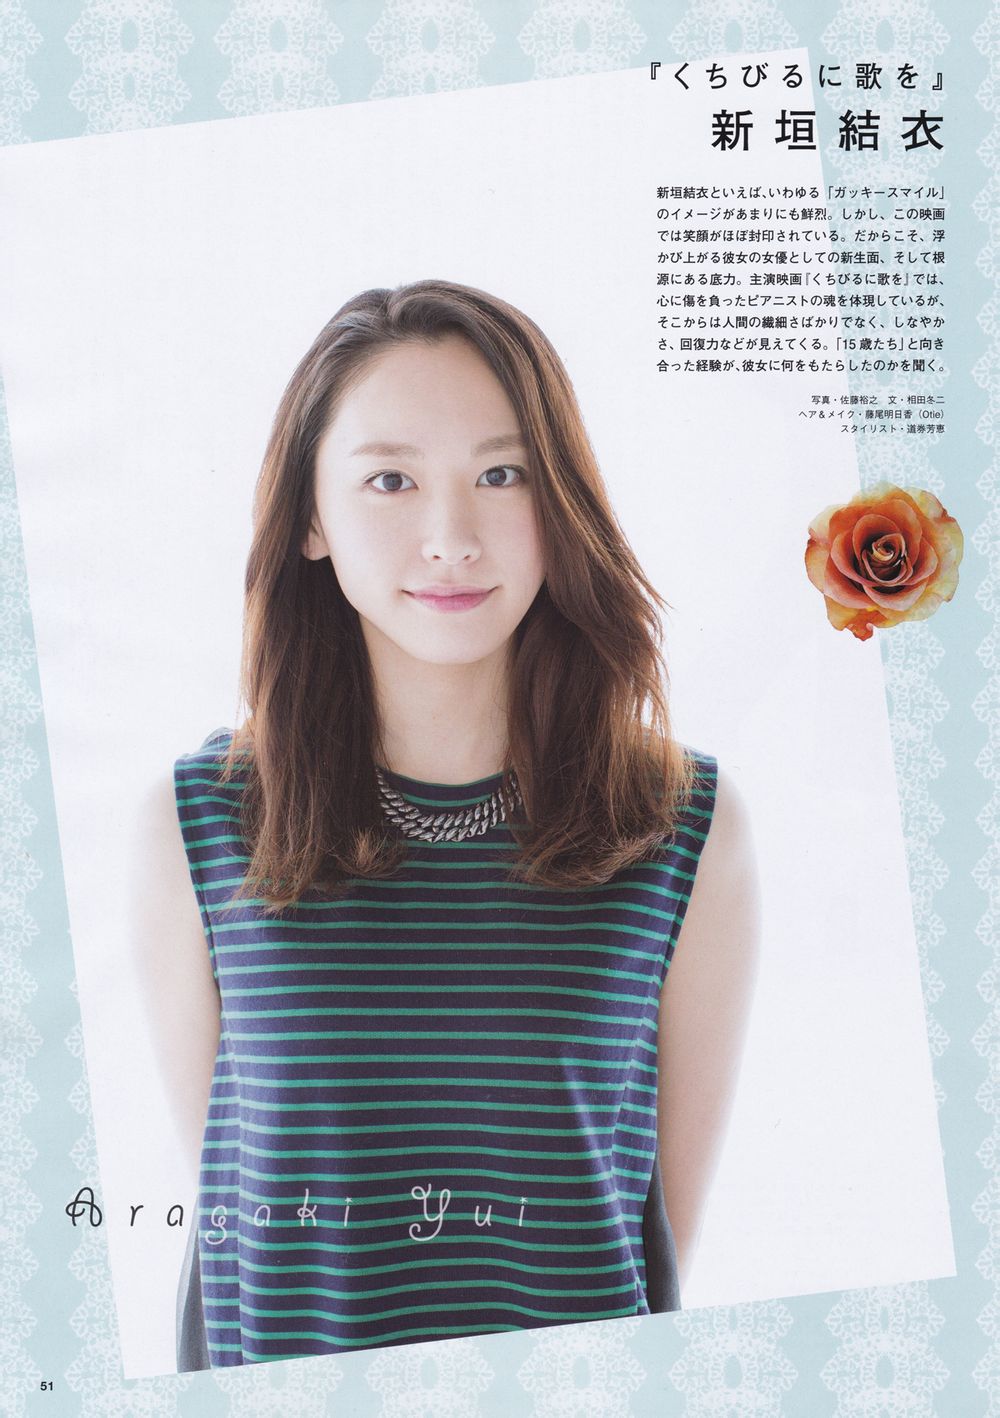 『くちびるに歌を』
新垣結衣
新垣結衣といえば、いわゆる「ガッキースマイル」
のイメージがあまりにも鮮烈。しかし、この映画
では笑顔がほぼ封印されている。だからこそ、浮
かび上がる彼女の女優としての新生面、そして根
源にある底力。主演映画『くちびるに歌を』では、
心に傷を負ったピアニストの魂を体現しているが、
そこからは人間の繊細さばかりでなく、しなやか
さ、回復力などが見えてくる。「15歳たち」と向き
合った経験が、彼女に何をもたらしたのかを聞く。
写真・佐藤裕之 文・相田冬二
ヘア＆メイク・藤尾明日香（Otie）
スタイリスト・道券芳恵
Aragaki Yui
51